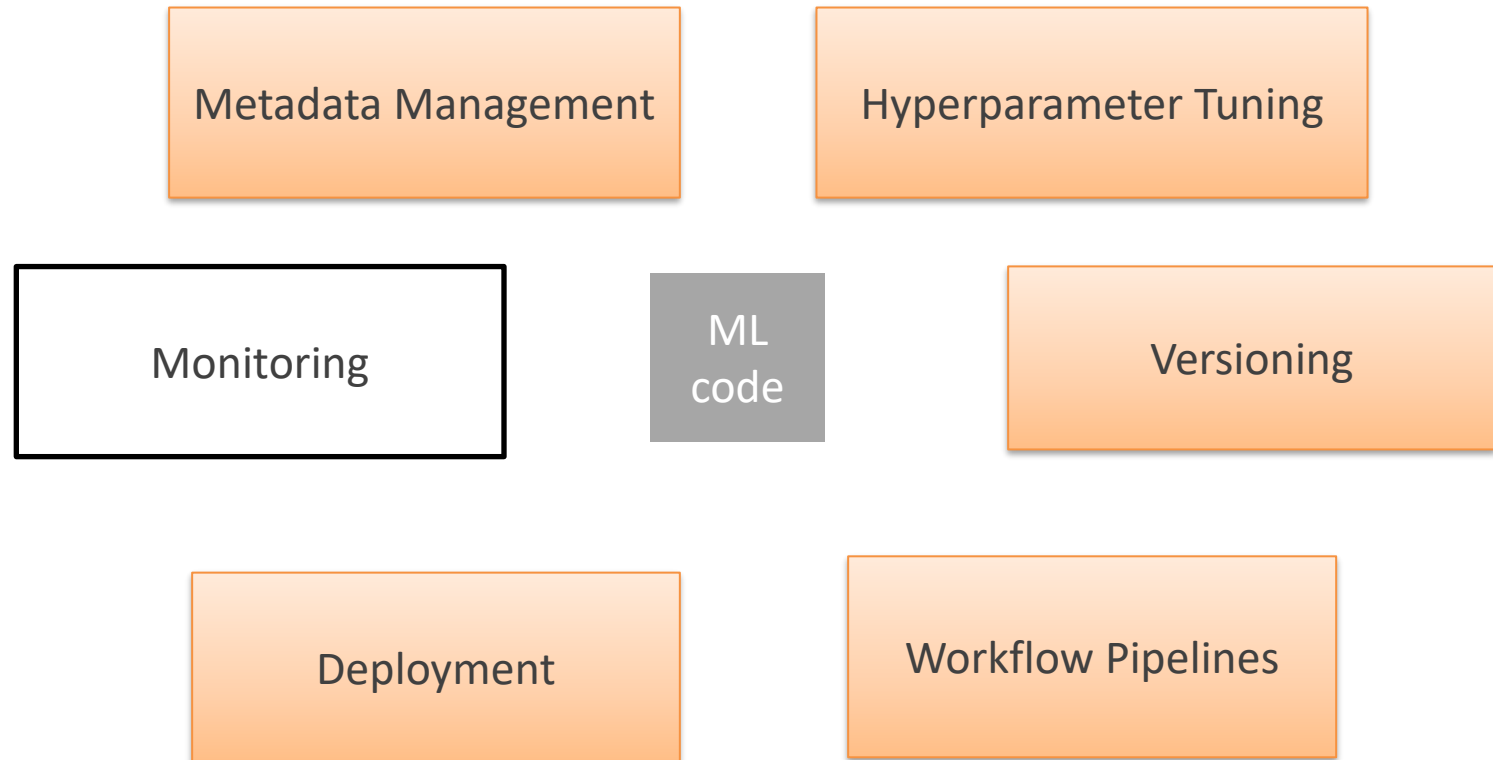 Metadata Management
Hyperparameter Tuning
Monitoring
ML
code
Versioning
Deployment
Workflow Pipelines